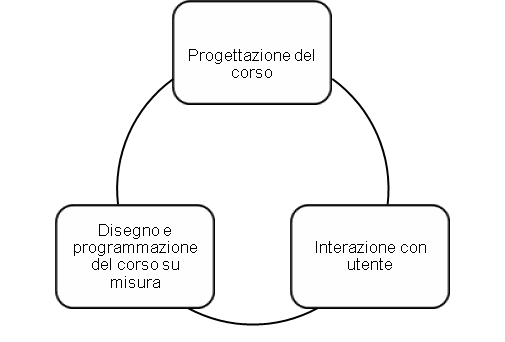 Progettazione del
corso
Disegno e
programmazione
del corso su
misura
Interazione con
utente